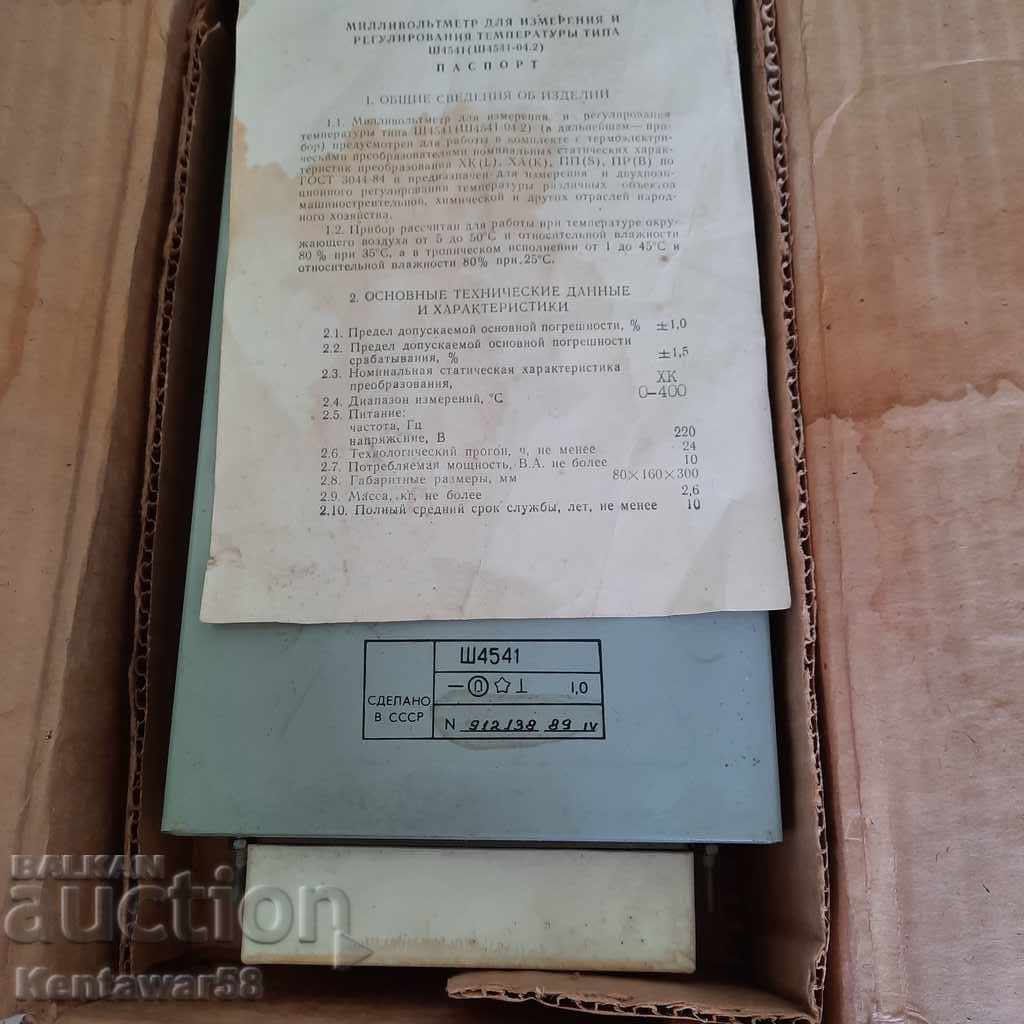 МИЛЛИВОЛЬТМЕТР ДЛЯ ИЗМЕРЕНИЯ И
РЕГУЛИРОВАНИЯ ТЕМПЕРАТУРЫ ТИПА
Ш4541(Ш4541-04.2)
ПАСПОРТ
1. ОБЩИЕ СВЕДЕНИЯ ОБ ИЗДЕЛИИ
1.1. Милливольтметр для измерения и регулирования
температуры типа Ш4541(Ш4541-04.2) (в дальнейшем—при-
бор) предусмотрен для работы в комплекте с термоэлектри-
ческими преобразователями номинальных статических харак-
теристик преобразования ХК(L), ХА(К), ПП(S), ПР(В) по
ГОСТ 3044-84 и предназначен для измерения и двухпози-
ционного регулирования температуры различных объектов
машиностроительной, химической и других отраслей народ-
ного хозяйства.
1.2. Прибор рассчитан для работы при температуре окру-
жающего воздуха от 5 до 50°С и относительной влажности
80 % при 35°С, а в тропическом исполнении от 1 до 45°С и
относительной влажности 80% при 25°С.
2. ОСНОВНЫЕ ТЕХНИЧЕСКИЕ ДАННЫЕ
И ХАРАКТЕРИСТИКИ
2.1. Предел допускаемой основной погрешности, % ±1,0
2.2. Предел допускаемой основной погрешности
срабатывания, % ±1,5
2.3. Номинальная статическая характеристика
преобразования, ХК
2.4. Диапазон измерений, °С 0-400
2.5. Питание:
частота, Гц
напряжение, В 220
2.6. Технологический прогон, ч, не менее 24
2.7. Потребляемая мощность, В.А. не более 10
2.8. Габаритные размеры, мм 80×160×300
2.9. Масса, кг, не более 2,6
2.10. Полный средний срок службы, лет, не менее 10
Ш4541
СДЕЛАНО
В СССР
1,0
N 912138 89 IV
BALKAN
auction
Kentawar58